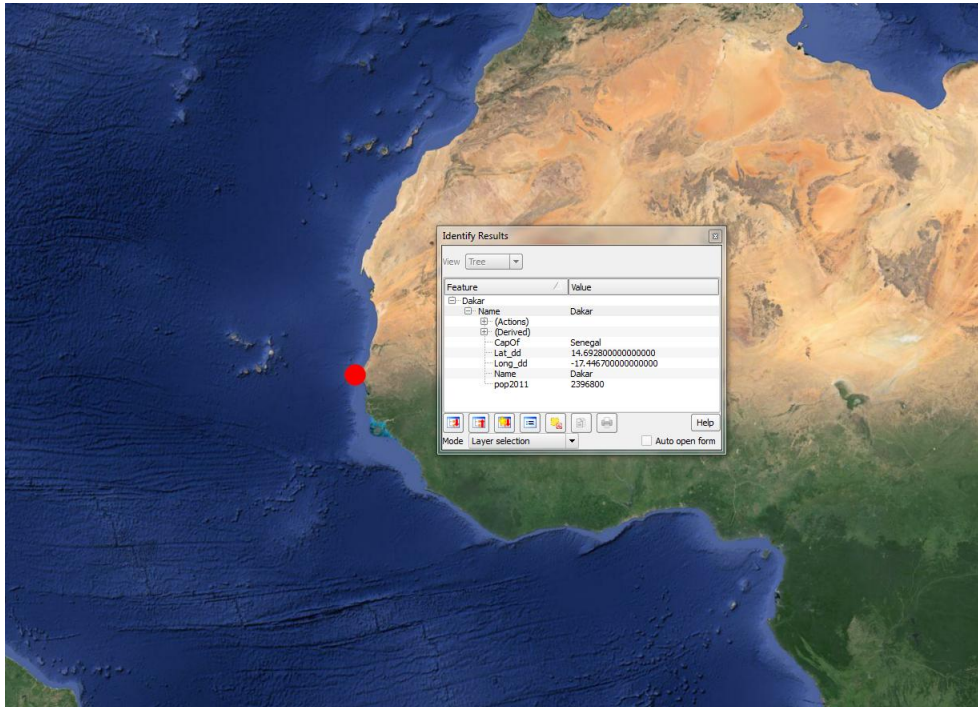 Identify Results
View Tree
Feature Value
Dakar
Name Dakar
(Actions)
(Derived)
CapOf Senegal
Lat_dd 14.692800000000000
Long_dd -17.446700000000000
Name Dakar
pop2011 2396800
Help
Mode Layer selection Auto open form